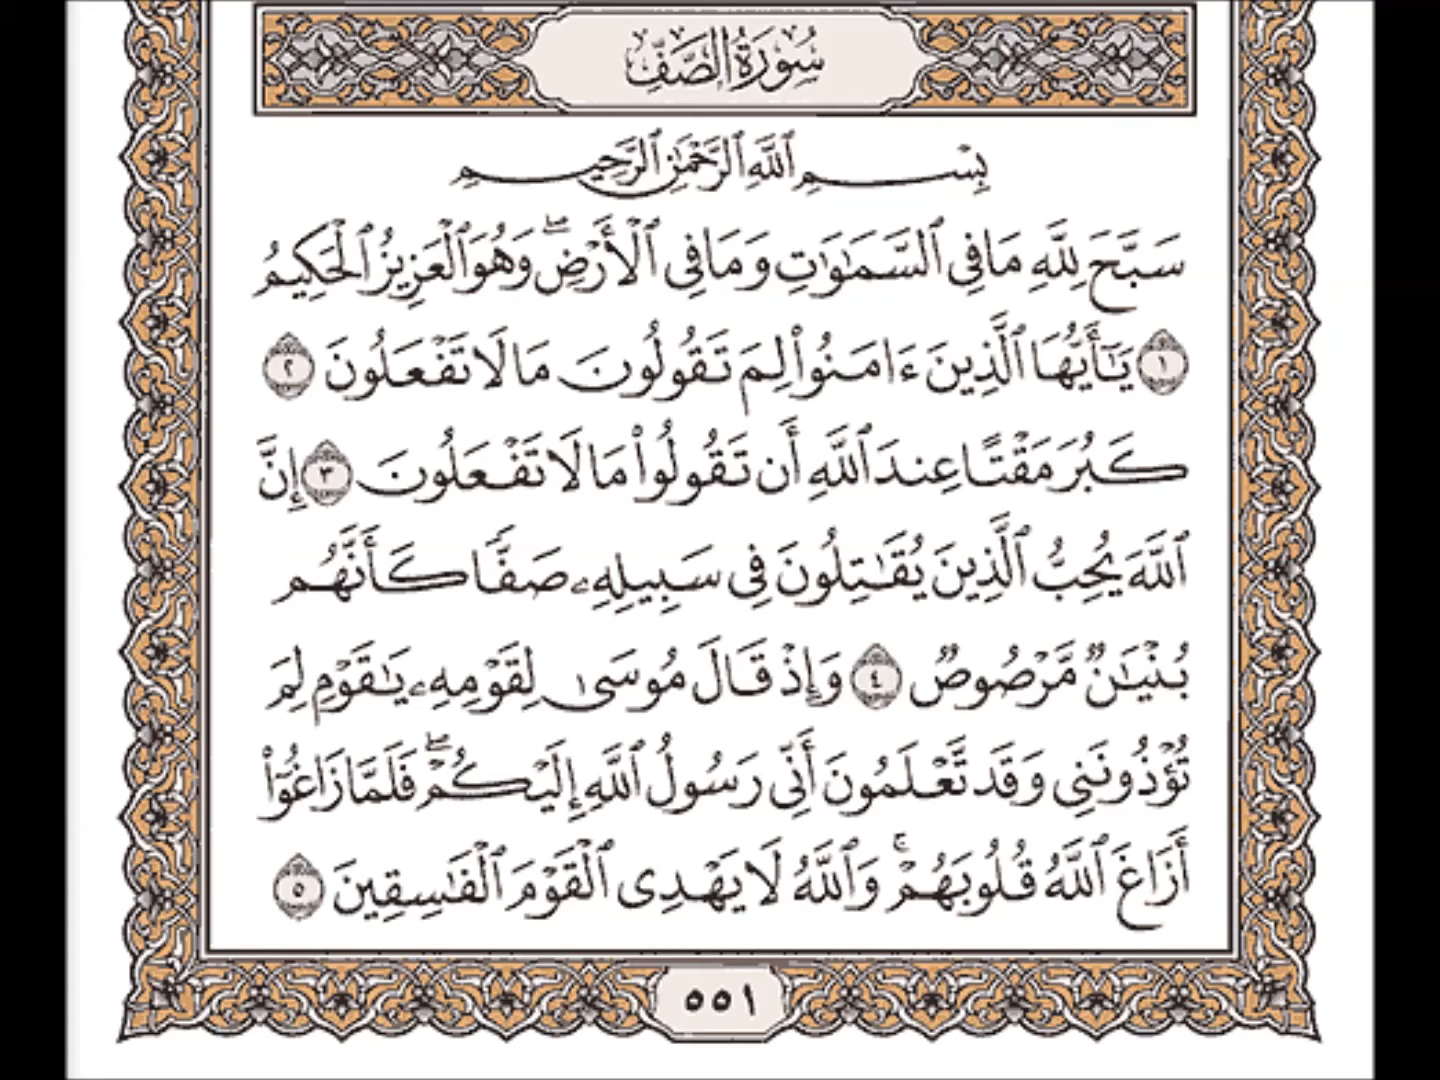 سُورَةُ الصَّفِّ
بِسْمِ ٱللَّهِ ٱلرَّحْمَٰنِ ٱلرَّحِيمِ
سَبَّحَ لِلَّهِ مَا فِى ٱلسَّمَٰوَٰتِ وَمَا فِى ٱلْأَرْضِۖ وَهُوَ ٱلْعَزِيزُ ٱلْحَكِيمُ
١ يَٰٓأَيُّهَا ٱلَّذِينَ ءَامَنُوا۟ لِمَ تَقُولُونَ مَا لَا تَفْعَلُونَ ٢
كَبُرَ مَقْتًا عِندَ ٱللَّهِ أَن تَقُولُوا۟ مَا لَا تَفْعَلُونَ ٣ إِنَّ
ٱللَّهَ يُحِبُّ ٱلَّذِينَ يُقَٰتِلُونَ فِى سَبِيلِهِۦ صَفًّا كَأَنَّهُم
بُنْيَٰنٌ مَّرْصُوصٌ ٤ وَإِذْ قَالَ مُوسَىٰ لِقَوْمِهِۦ يَٰقَوْمِ لِمَ
تُؤْذُونَنِى وَقَد تَّعْلَمُونَ أَنِّى رَسُولُ ٱللَّهِ إِلَيْكُمْۖ فَلَمَّا زَاغُوٓا۟
أَزَاغَ ٱللَّهُ قُلُوبَهُمْۚ وَٱللَّهُ لَا يَهْدِى ٱلْقَوْمَ ٱلْفَٰسِقِينَ ٥
٥٥١